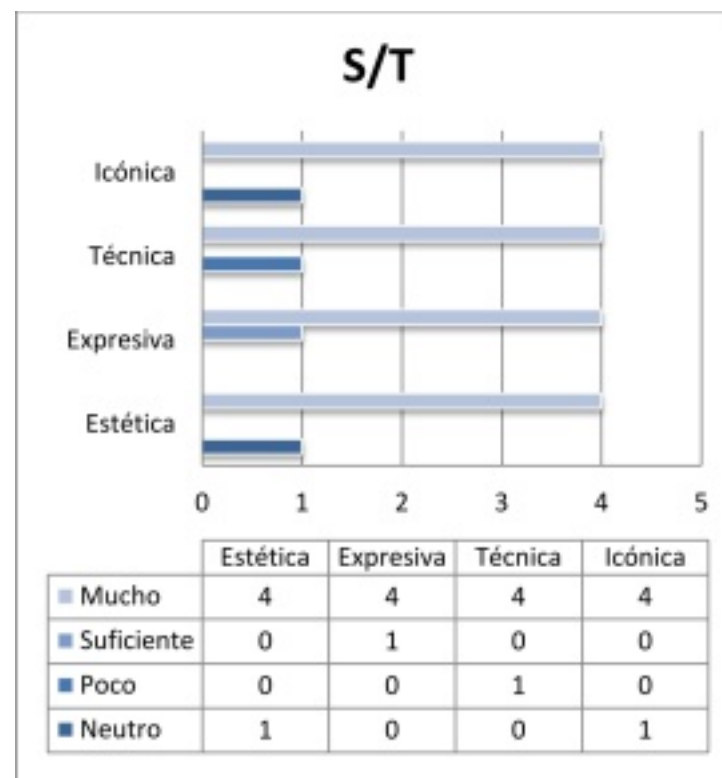 S/T
Icónica
Técnica
Expresiva
Estética
0 1 2 3 4 5
Estética Expresiva Técnica Icónica
Mucho 4 4 4 4
Suficiente 0 1 0 0
Poco 0 0 1 0
Neutro 1 0 0 1